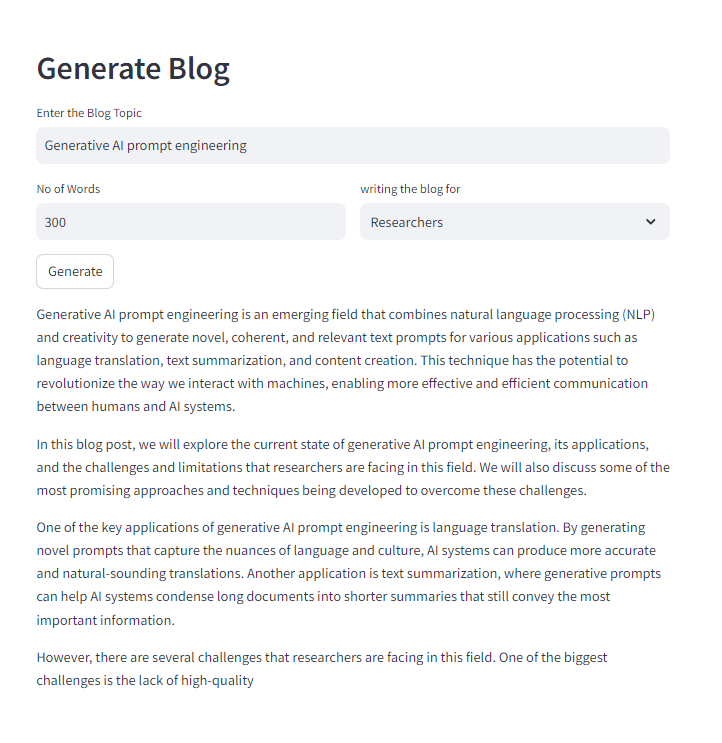 Generate Blog
Enter the Blog Topic
Generative AI prompt engineering
No of Words
writing the blog for
300
Researchers
Generate
Generative AI prompt engineering is an emerging field that combines natural language processing (NLP)
and creativity to generate novel, coherent, and relevant text prompts for various applications such as
language translation, text summarization, and content creation. This technique has the potential to
revolutionize the way we interact with machines, enabling more effective and efficient communication
between humans and AI systems.
In this blog post, we will explore the current state of generative AI prompt engineering, its applications,
and the challenges and limitations that researchers are facing in this field. We will also discuss some of the
most promising approaches and techniques being developed to overcome these challenges.
One of the key applications of generative AI prompt engineering is language translation. By generating
novel prompts that capture the nuances of language and culture, AI systems can produce more accurate
and natural-sounding translations. Another application is text summarization, where generative prompts
can help AI systems condense long documents into shorter summaries that still convey the most
important information.
However, there are several challenges that researchers are facing in this field. One of the biggest
challenges is the lack of high-quality